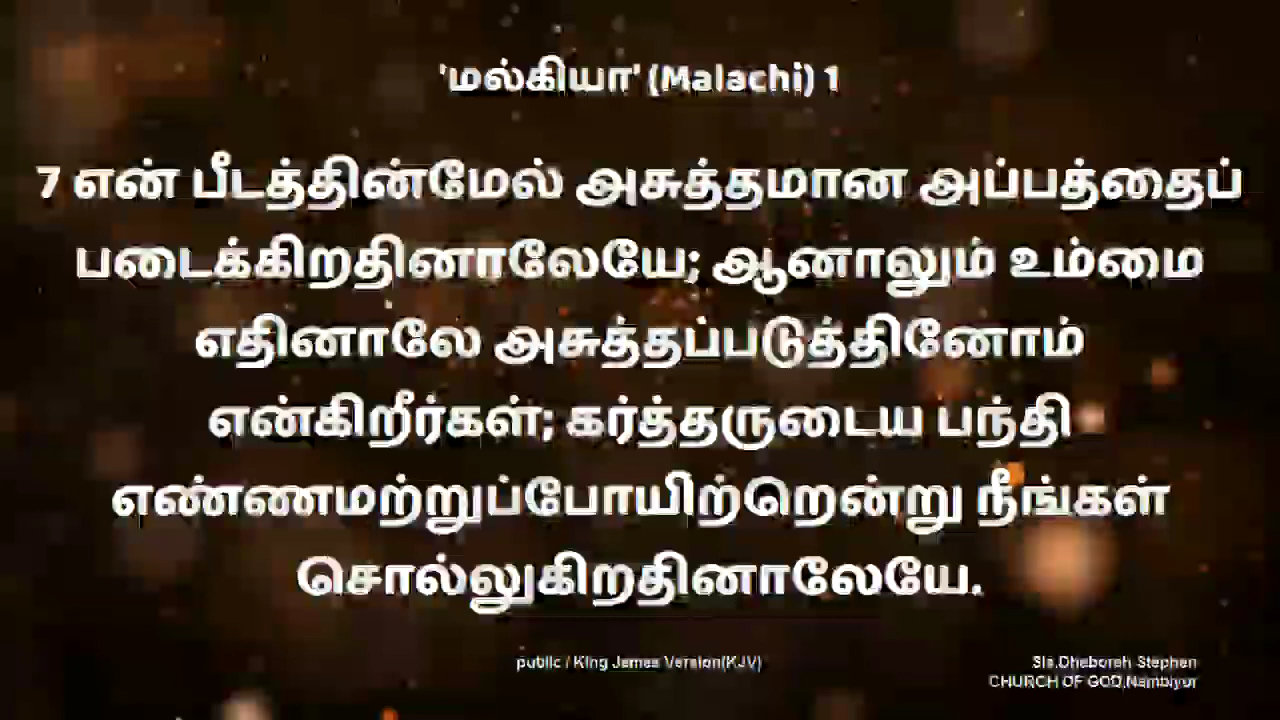 'மல்கியா' (Malachi) 1
7 என் பீடத்தின்மேல் அசுத்தமான அப்பத்தைப்
படைக்கிறதினாலேயே; ஆனாலும் உம்மை
எதினாலே அசுத்தப்படுத்தினோம்
என்கிறீர்கள்; கர்த்தருடைய பந்தி
எண்ணமற்றுப்போயிற்றென்று நீங்கள்
சொல்லுகிறதினாலேயே.
public / King James Version(KJV)
Sis.Dheborah Stephen
CHURCH OF GOD,Nambiyur